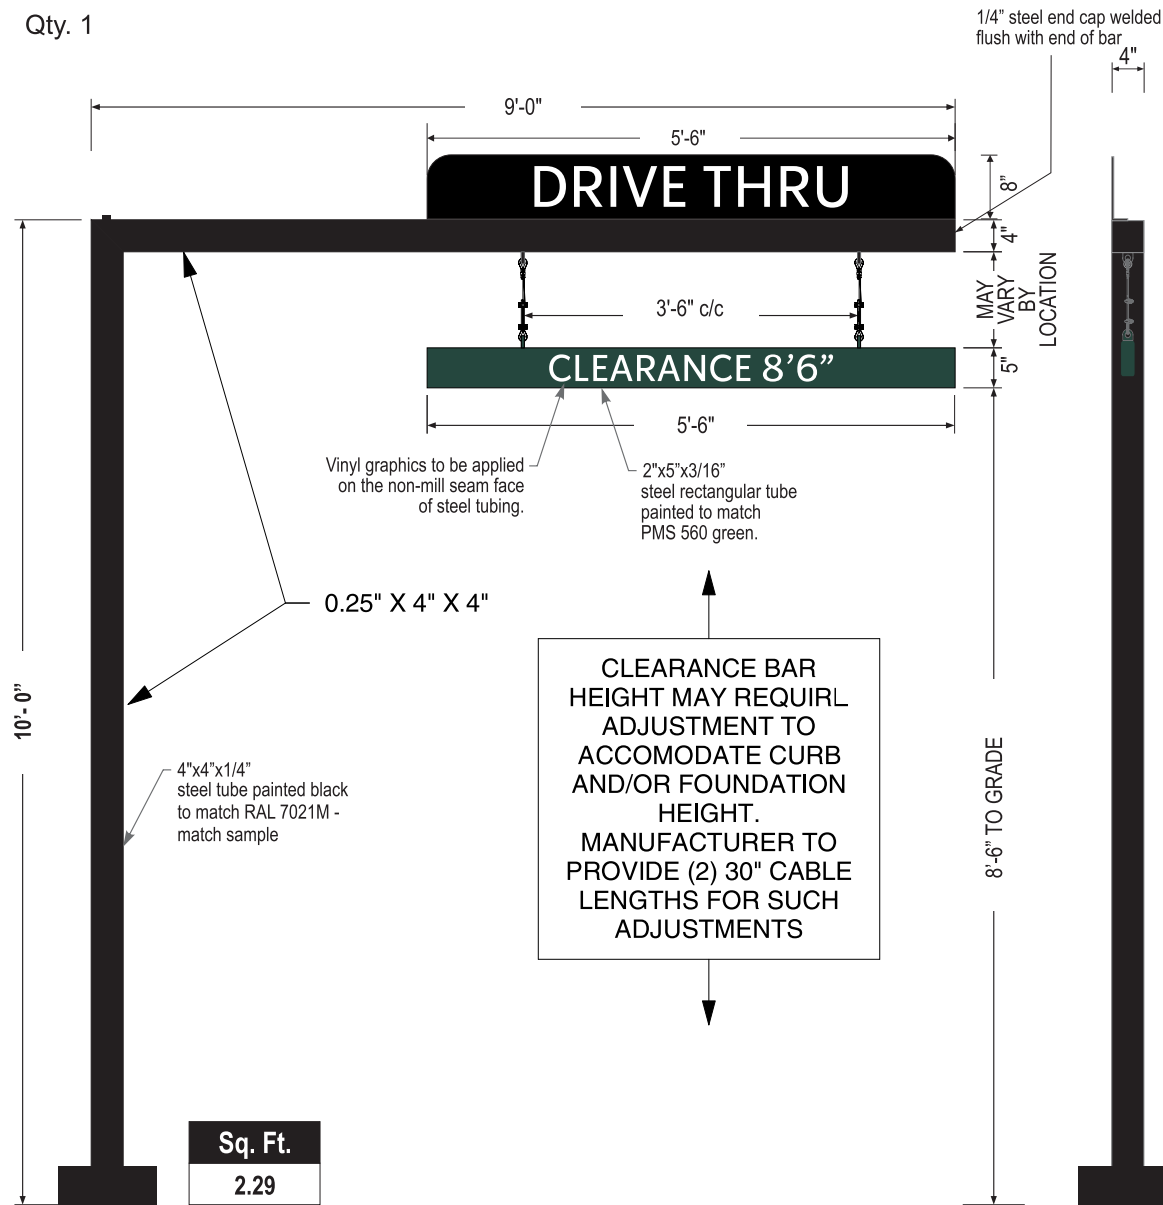 Qty. 1
1/4” steel end cap welded
flush with end of bar
4"
9'-0"
5'-6"
DRIVE THRU
8”
4"
MAY
VARY
BY
LOCATION
3'-6" c/c
CLEARANCE 8’6”
5"
5'-6"
Vinyl graphics to be applied
on the non-mill seam face
of steel tubing.
2"x5”x3/16”
steel rectangular tube
painted to match
PMS 560 green.
0.25" X 4" X 4"
10’- 0”
4"x4”x1/4”
steel tube painted black
to match RAL 7021M -
match sample
CLEARANCE BAR
HEIGHT MAY REQUIRE
ADJUSTMENT TO
ACCOMODATE CURB
AND/OR FOUNDATION
HEIGHT.
MANUFACTURER TO
PROVIDE (2) 30" CABLE
LENGTHS FOR SUCH
ADJUSTMENTS
8’-6” TO GRADE
Sq. Ft.
2.29